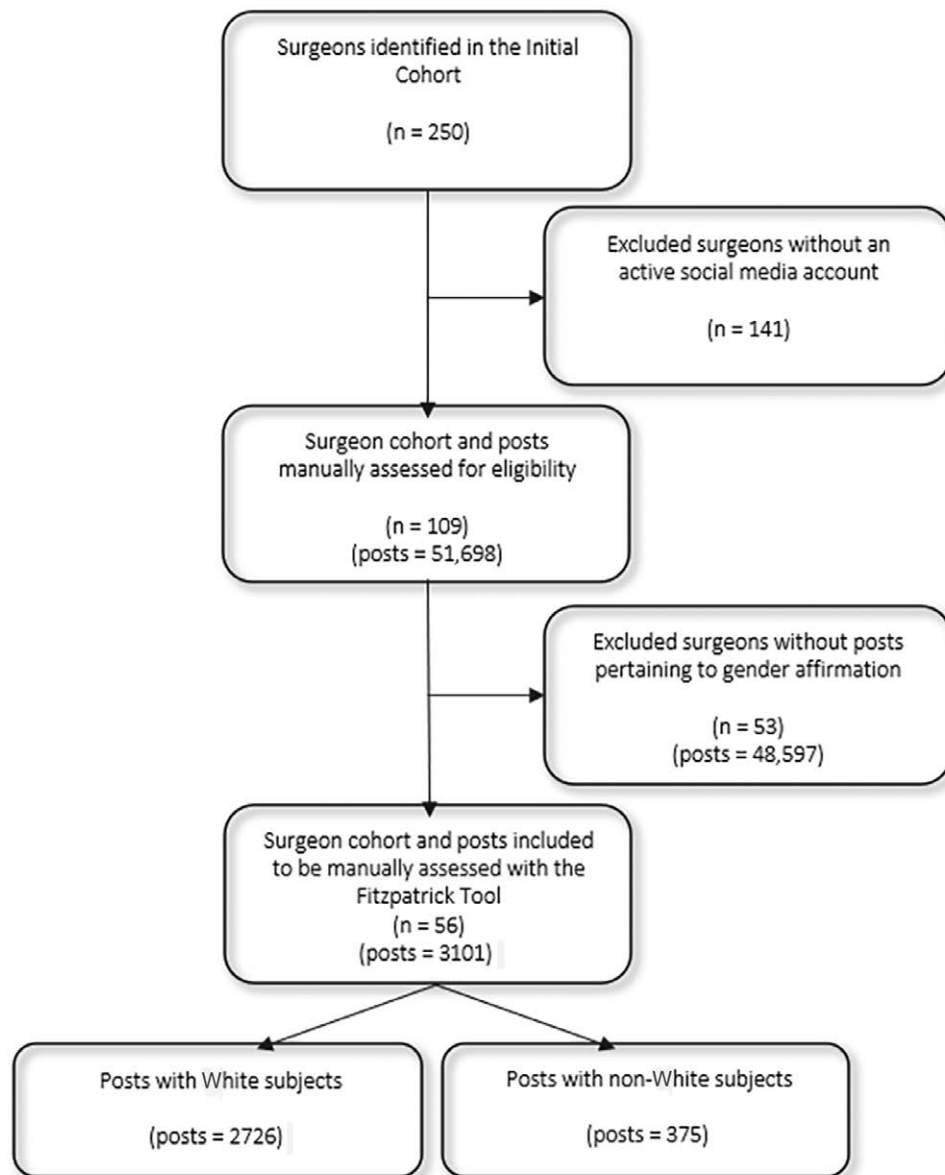 Surgeons identified in the Initial
Cohort
(n = 250)
Excluded surgeons without an
active social media account
(n = 141)
Surgeon cohort and posts
manually assessed for eligibility
(n = 109)
(posts = 51,698)
Excluded surgeons without posts
pertaining to gender affirmation
(n = 53)
(posts = 48,597)
Surgeon cohort and posts included
to be manually assessed with the
Fitzpatrick Tool
(n = 56)
(posts = 3101)
Posts with White subjects
(posts = 2726)
Posts with non-White subjects
(posts = 375)